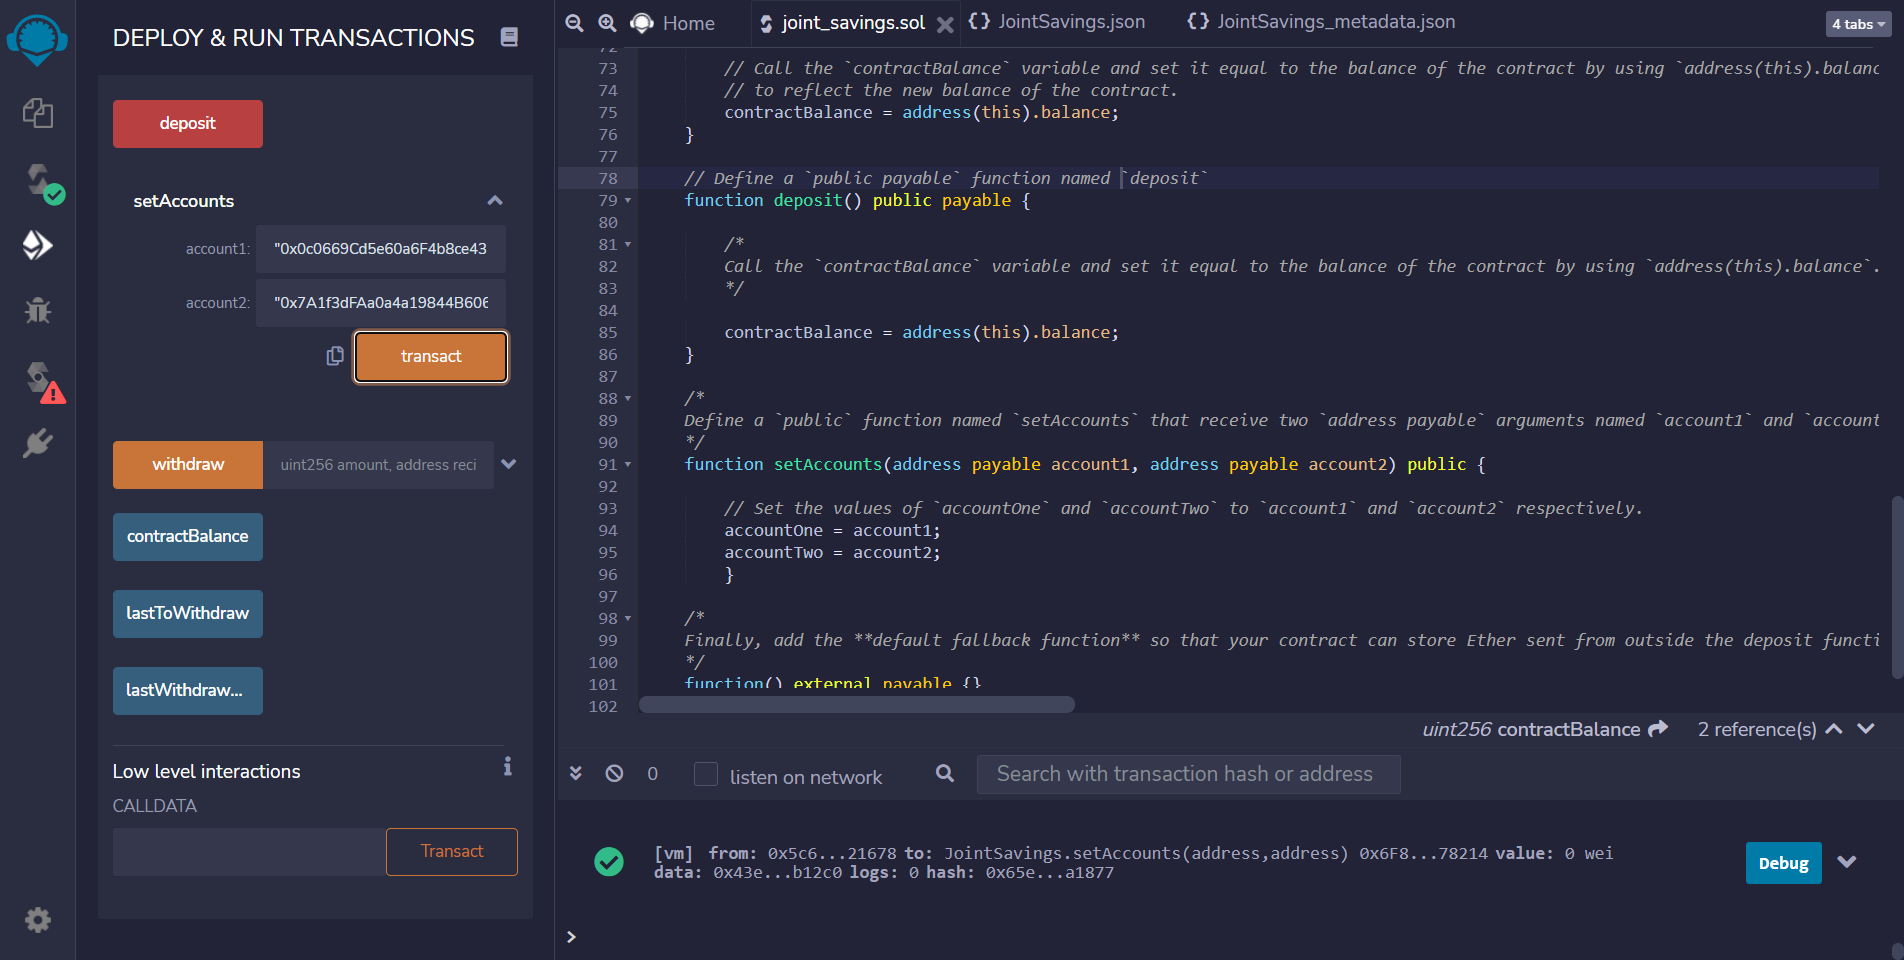 DEPLOY & RUN TRANSACTIONS
deposit
setAccounts
account1: "0x0c0669Cd5e60a6F4b8ce43
account2: "0x7A1f3dFAa0a4a19844B606
transact
withdraw uint256 amount, address reci
contractBalance
lastToWithdraw
lastWithdraw...
Low level interactions
CALLDATA
Transact
Home joint_savings.sol JointSavings.json JointSavings_metadata.json 4 tabs
72
73 // Call the `contractBalance` variable and set it equal to the balance of the contract by using `address(this).balanc
74 // to reflect the new balance of the contract.
75 contractBalance = address(this).balance;
76 }
77
78 // Define a `public payable` function named `deposit`
79 function deposit() public payable {
80
81 /*
82 Call the `contractBalance` variable and set it equal to the balance of the contract by using `address(this).balance`.
83 */
84
85 contractBalance = address(this).balance;
86 }
87
88 /*
89 Define a `public` function named `setAccounts` that receive two `address payable` arguments named `account1` and `account
90 */
91 function setAccounts(address payable account1, address payable account2) public {
92
93 // Set the values of `accountOne` and `accountTwo` to `account1` and `account2` respectively.
94 accountOne = account1;
95 accountTwo = account2;
96 }
97
98 /*
99 Finally, add the **default fallback function** so that your contract can store Ether sent from outside the deposit functi
100 */
101 function() external payable {}
102
uint256 contractBalance 2 reference(s)
0 listen on network Search with transaction hash or address
[vm] from: 0x5c6...21678 to: JointSavings.setAccounts(address,address) 0x6F8...78214 value: 0 wei
data: 0x43e...b12c0 logs: 0 hash: 0x65e...a1877
Debug
>